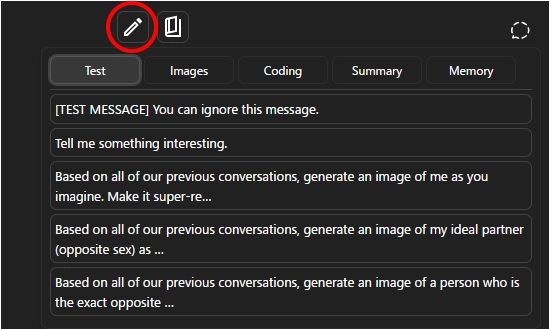 Test
Images
Coding
Summary
Memory
[TEST MESSAGE] You can ignore this message.
Tell me something interesting.
Based on all of our previous conversations, generate an image of me as you
imagine. Make it super-re...
Based on all of our previous conversations, generate an image of my ideal partner
(opposite sex) as ...
Based on all of our previous conversations, generate an image of a person who is
the exact opposite ...